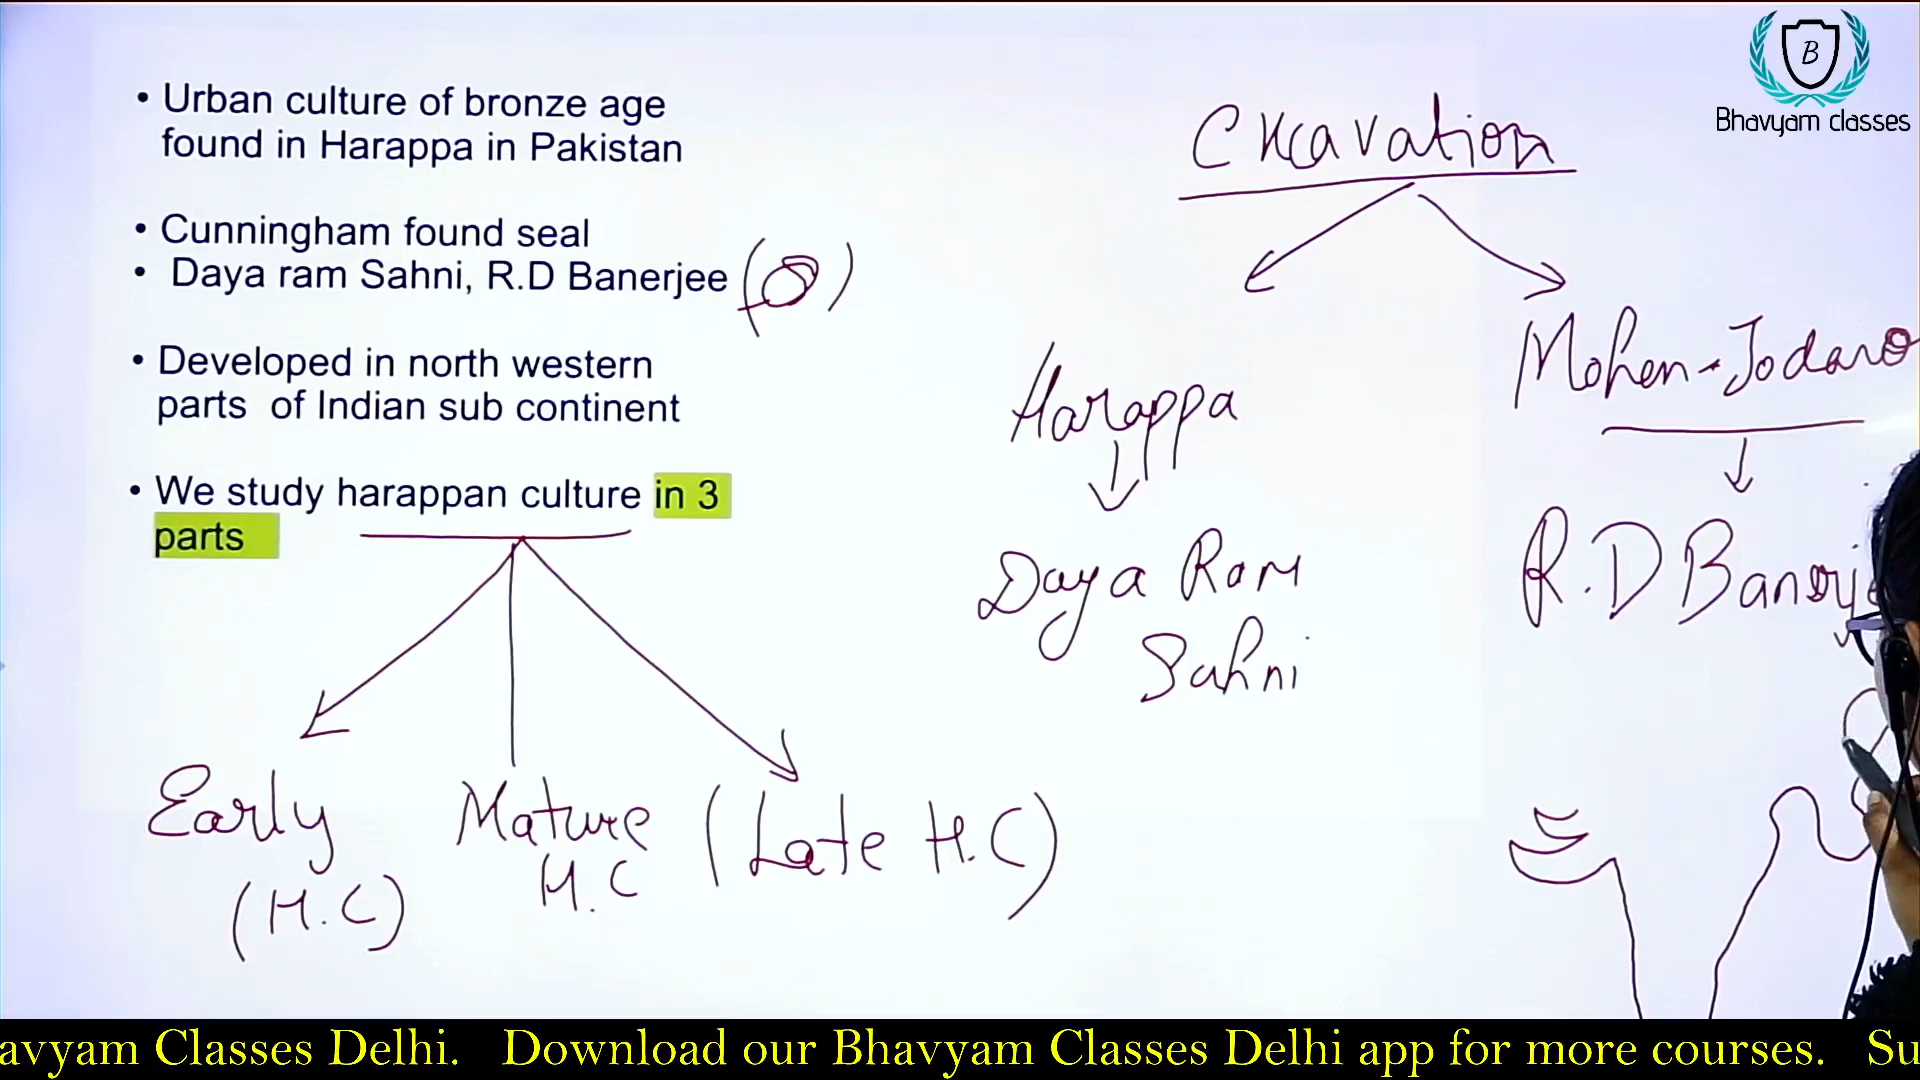 • Urban culture of bronze age
found in Harappa in Pakistan
• Cunningham found seal
• Daya ram Sahni, R.D Banerjee
• Developed in north western
parts of Indian sub continent
• We study harappan culture in 3
parts
Early
(H.C)
Mature
H.C
(Late H.C)
Excavation
Harappa
Daya Ram
Sahni
Mohen-Jodaro
R.D Banerje
B
Bhavyam classes
avyam Classes Delhi. Download our Bhavyam Classes Delhi app for more courses. Su